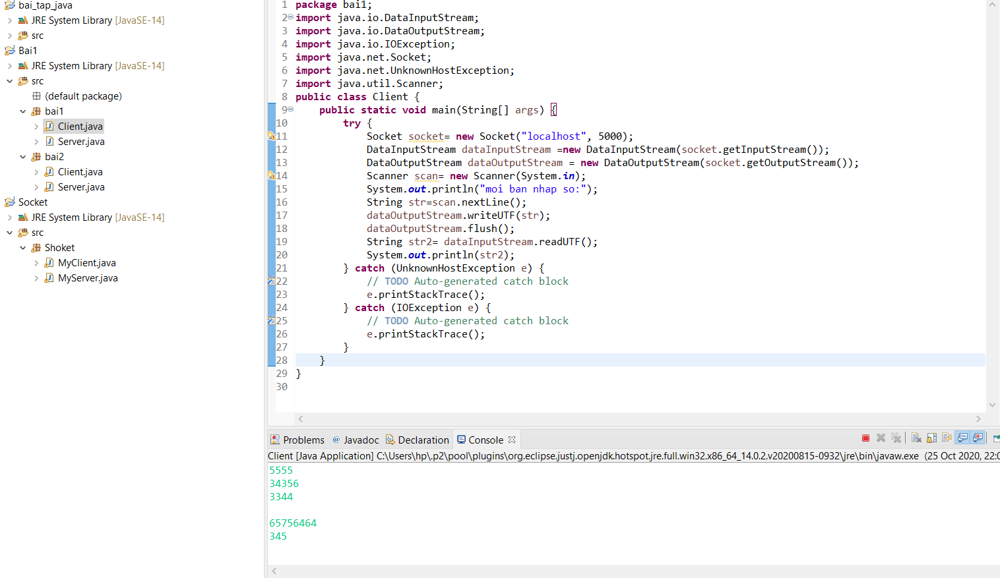 bai_tap_java
JRE System Library [JavaSE-14]
src
Bai1
JRE System Library [JavaSE-14]
src
(default package)
bai1
Client.java
Server.java
bai2
Client.java
Server.java
Socket
JRE System Library [JavaSE-14]
src
Shoket
MyClient.java
MyServer.java
1 package bai1;
2 import java.io.DataInputStream;
3 import java.io.DataOutputStream;
4 import java.io.IOException;
5 import java.net.Socket;
6 import java.net.UnknownHostException;
7 import java.util.Scanner;
8 public class Client {
9     public static void main(String[] args) {
10         try {
11             Socket socket= new Socket("localhost", 5000);
12             DataInputStream dataInputStream =new DataInputStream(socket.getInputStream());
13             DataOutputStream dataOutputStream = new DataOutputStream(socket.getOutputStream());
14             Scanner scan= new Scanner(System.in);
15             System.out.println("moi ban nhap so:");
16             String str=scan.nextLine();
17             dataOutputStream.writeUTF(str);
18             dataOutputStream.flush();
19             String str2= dataInputStream.readUTF();
20             System.out.println(str2);
21         } catch (UnknownHostException e) {
22             // TODO Auto-generated catch block
23             e.printStackTrace();
24         } catch (IOException e) {
25             // TODO Auto-generated catch block
26             e.printStackTrace();
27         }
28     }
29 }
30
Problems @ Javadoc Declaration Console
Client [Java Application] C:\Users\hp\.p2\pool\plugins\org.eclipse.justj.openjdk.hotspot.jre.full.win32.x86_64_14.0.2.v20200815-0932\jre\bin\javaw.exe (25 Oct 2020, 22:0
5555
34356
3344
65756464
345